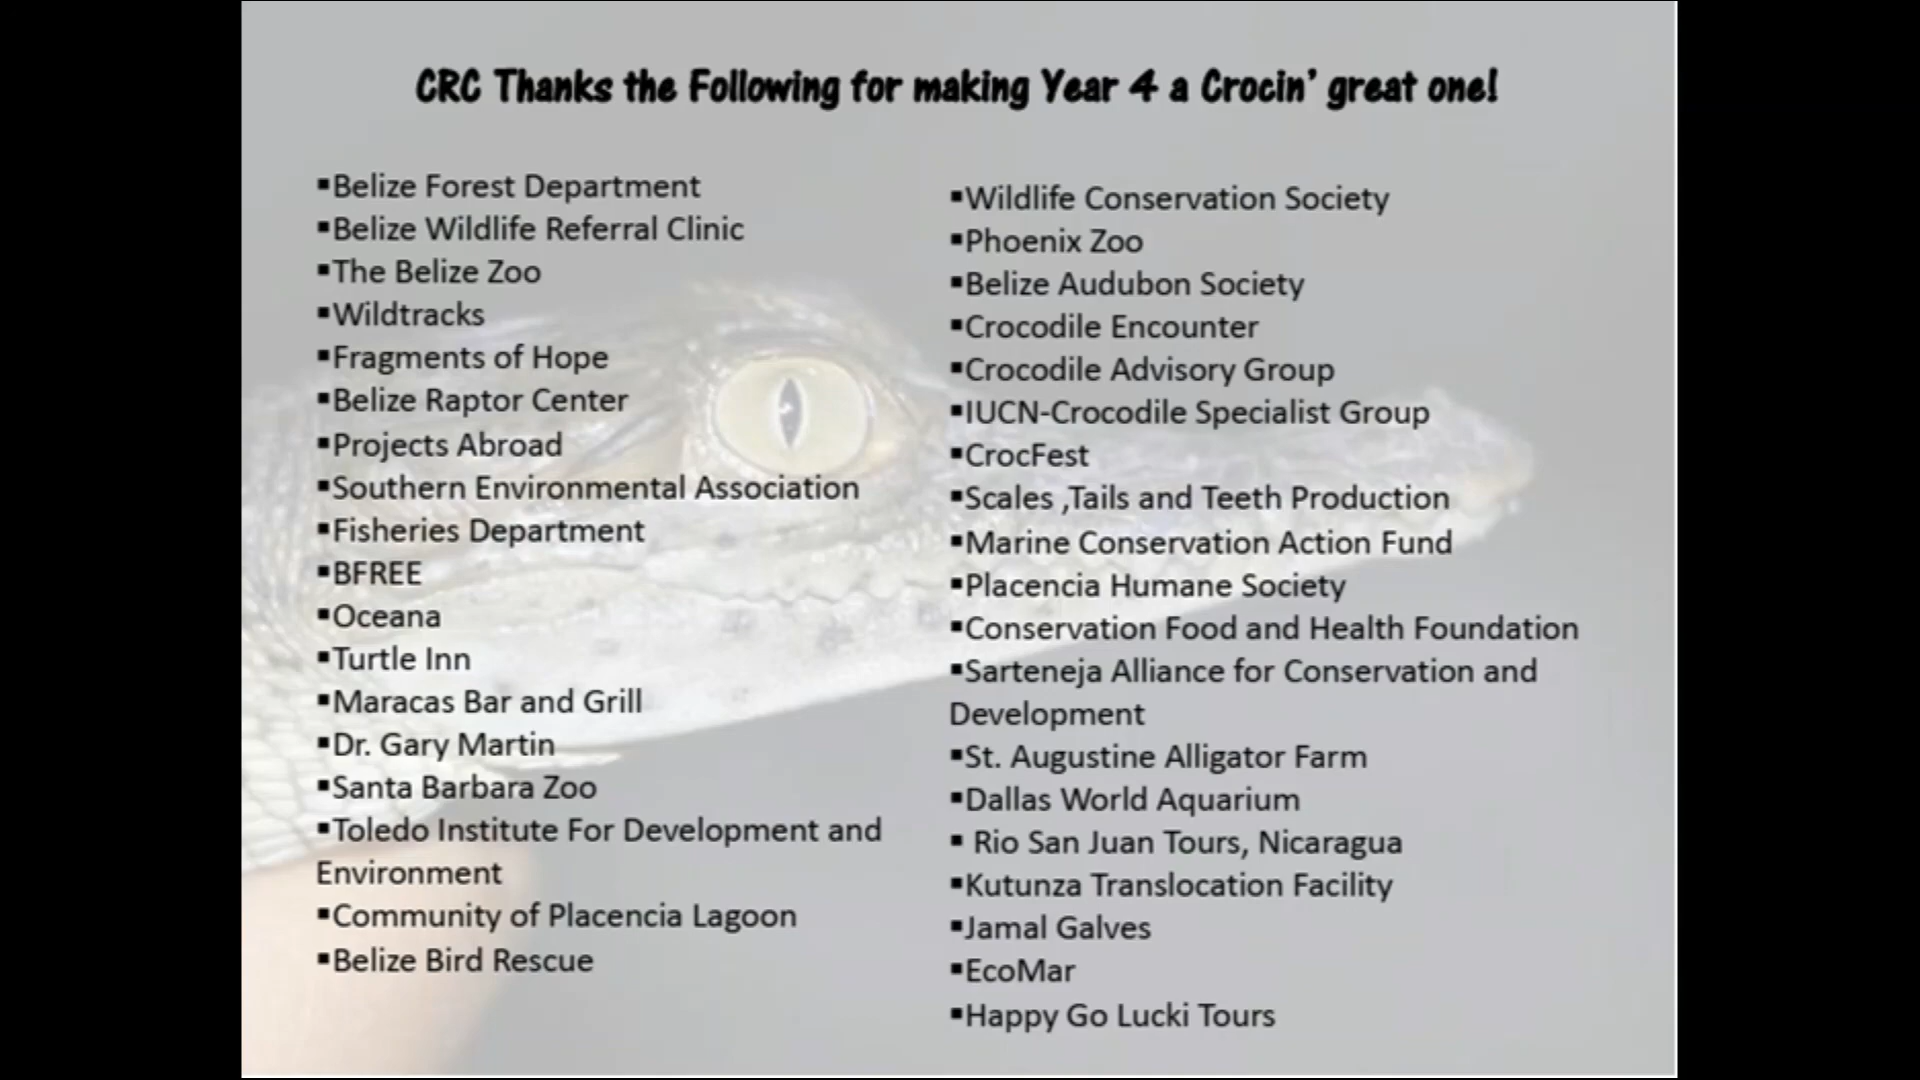 CRC Thanks the Following for making Year 4 a Crocin' great one!
▪Belize Forest Department
▪Belize Wildlife Referral Clinic
▪The Belize Zoo
▪Wildtracks
▪Fragments of Hope
▪Belize Raptor Center
▪Projects Abroad
▪Southern Environmental Association
▪Fisheries Department
▪BFREE
▪Oceana
▪Turtle Inn
▪Maracas Bar and Grill
▪Dr. Gary Martin
▪Santa Barbara Zoo
▪Toledo Institute For Development and
Environment
▪Community of Placencia Lagoon
▪Belize Bird Rescue
▪Wildlife Conservation Society
▪Phoenix Zoo
▪Belize Audubon Society
▪Crocodile Encounter
▪Crocodile Advisory Group
▪IUCN-Crocodile Specialist Group
▪CrocFest
▪Scales ,Tails and Teeth Production
▪Marine Conservation Action Fund
▪Placencia Humane Society
▪Conservation Food and Health Foundation
▪Sarteneja Alliance for Conservation and
Development
▪St. Augustine Alligator Farm
▪Dallas World Aquarium
▪ Rio San Juan Tours, Nicaragua
▪Kutunza Translocation Facility
▪Jamal Galves
▪EcoMar
▪Happy Go Lucki Tours